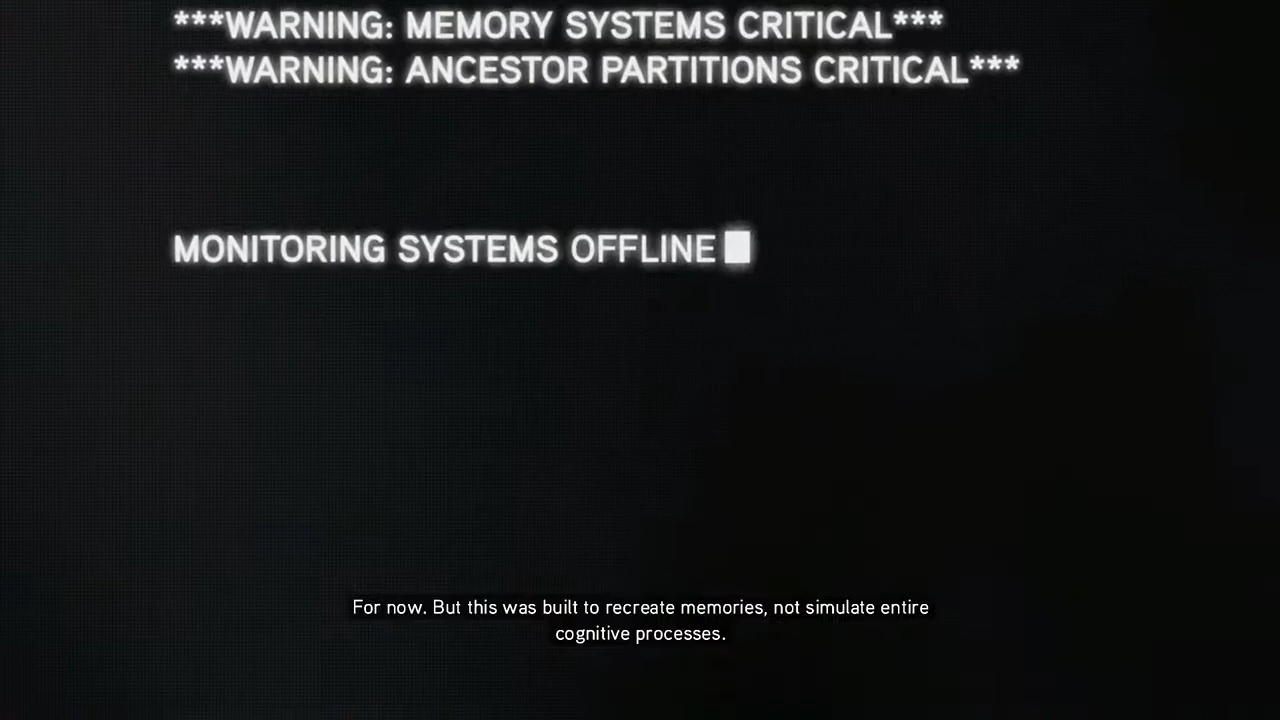 ***WARNING: MEMORY SYSTEMS CRITICAL***
***WARNING: ANCESTOR PARTITIONS CRITICAL***
MONITORING SYSTEMS OFFLINE
For now. But this was built to recreate memories, not simulate entire
cognitive processes.